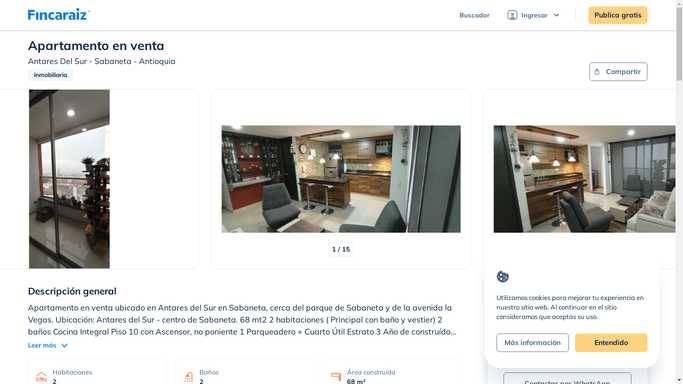 Fincaraiz
Buscador
Ingresar
Publica gratis
Apartamento en venta
Antares Del Sur - Sabaneta - Antioquia
Inmobiliaria
Compartir
1 / 15
Descripción general
Apartamento en venta ubicado en Antares del Sur en Sabaneta, cerca del parque de Sabaneta y de la avenida la
Vegas. Ubicación: Antares del Sur - centro de Sabaneta. 68 mt2 2 habitaciones ( Principal con baño y vestier) 2
baños Cocina Integral Piso 10 con Ascensor, no poniente 1 Parqueadero + Cuarto Útil Estrato 3 Año de construído...
Leer más
Habitaciones
2
Baños
2
Área construida
68 m²
Utilizamos cookies para mejorar tu experiencia en
nuestro sitio web. Al continuar en el sitio
consideramos que aceptas su uso.
Más información
Entendido
Contactar por WhatsApp